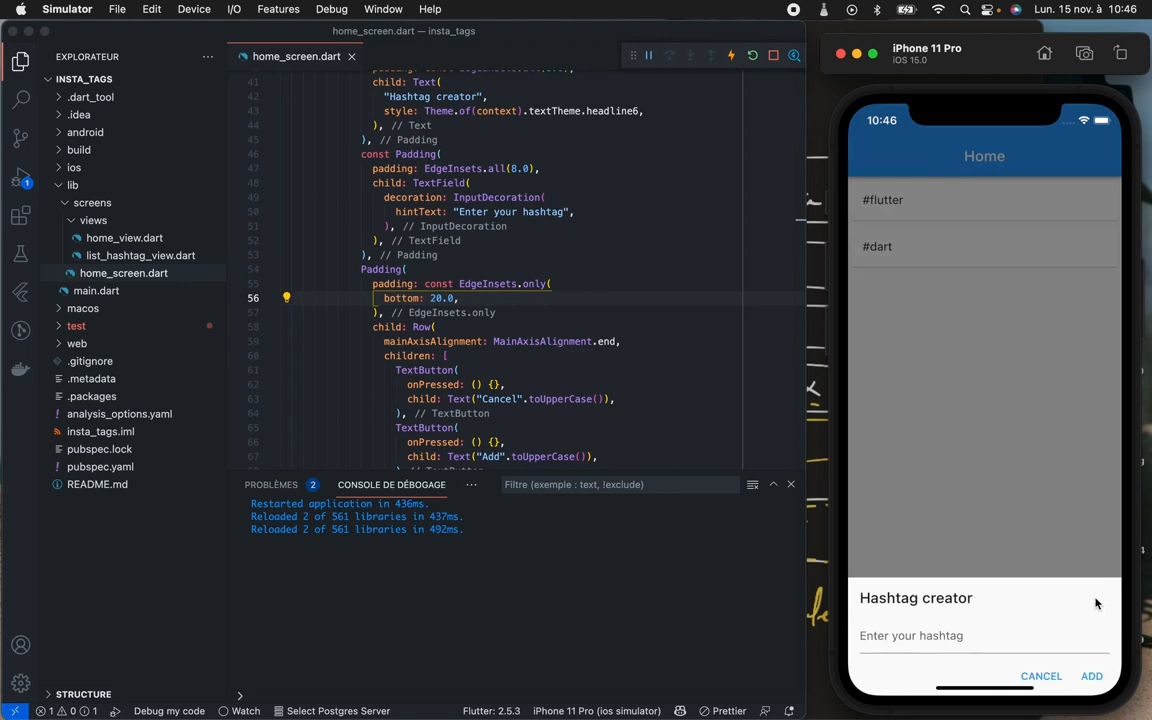 Simulator File Edit Device I/O Features Debug Window Help Lun. 15 nov. à 10:46
home_screen.dart — insta_tags
EXPLORATEUR
INSTA_TAGS
.dart_tool
.idea
android
build
ios
lib
screens
views
home_view.dart
list_hashtag_view.dart
home_screen.dart
main.dart
macos
test
web
.gitignore
.metadata
.packages
analysis_options.yaml
insta_tags.iml
pubspec.lock
pubspec.yaml
README.md
STRUCTURE
1
home_screen.dart
41
42
43
44
45
46
47
48
49
50
51
52
53
54
55
56
57
58
59
60
61
62
63
64
65
66
67
child: Text(
"Hashtag creator",
style: Theme.of(context).textTheme.headline6,
), // Text
), // Padding
const Padding(
padding: EdgeInsets.all(8.0),
child: TextField(
decoration: InputDecoration(
hintText: "Enter your hashtag",
), // InputDecoration
), // TextField
), // Padding
Padding(
padding: const EdgeInsets.only(
bottom: 20.0,
), // EdgeInsets.only
child: Row(
mainAxisAlignment: MainAxisAlignment.end,
children: [
TextButton(
onPressed: () {},
child: Text("Cancel".toUpperCase()),
), // TextButton
TextButton(
onPressed: () {},
child: Text("Add".toUpperCase()),
PROBLÈMES 2 CONSOLE DE DÉBOGAGE Filtre (exemple : text, !exclude)
Restarted application in 436ms.
Reloaded 2 of 561 libraries in 437ms.
Reloaded 2 of 561 libraries in 492ms.
1 0 1 Debug my code Watch Select Postgres Server Flutter: 2.5.3 iPhone 11 Pro (ios simulator) Prettier
iPhone 11 Pro
iOS 15.0
10:46
Home
#flutter
#dart
Hashtag creator
Enter your hashtag
CANCEL ADD